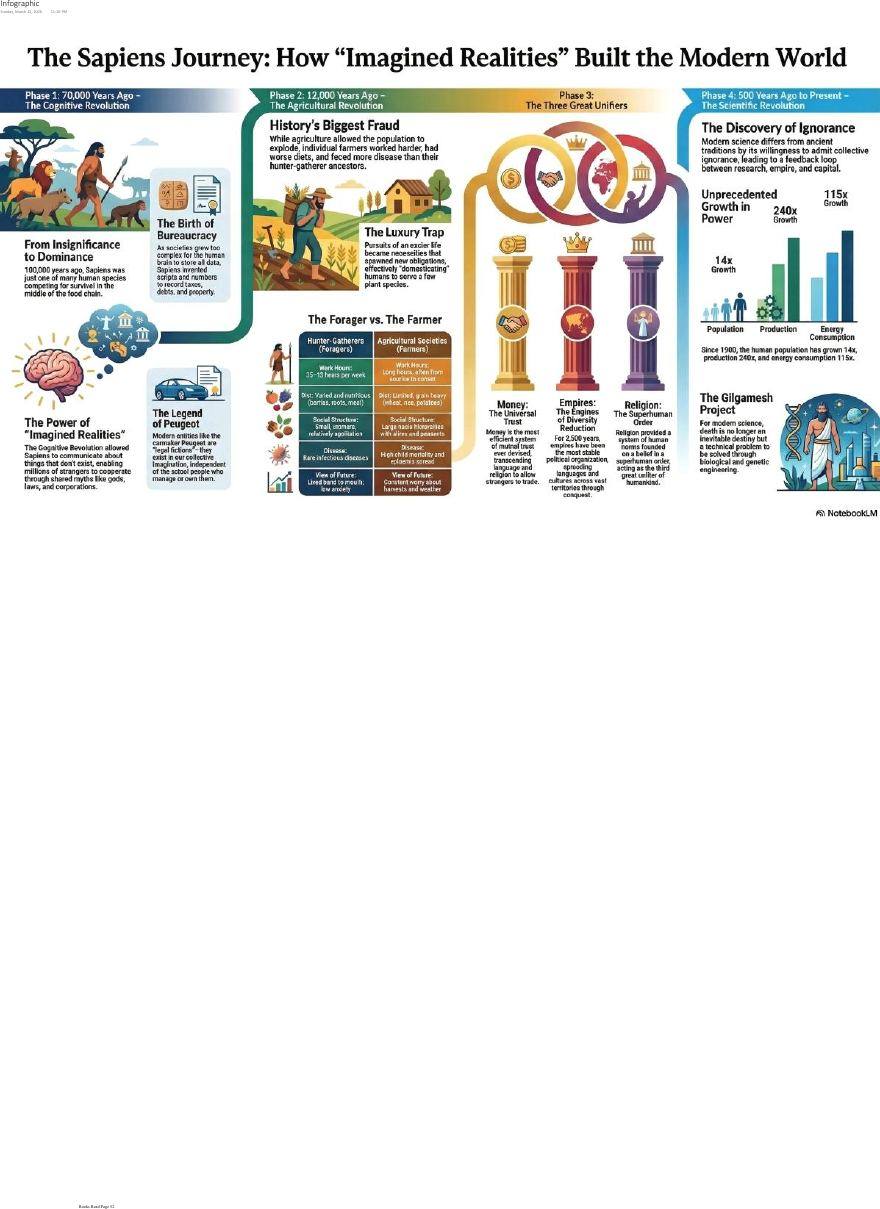 Infographic
The Sapiens Journey: How “Imagined Realities” Built the Modern World
Phase 1: 70,000 Years Ago –
The Cognitive Revolution
From Insignificance
to Dominance
100,000 years ago, Sapiens was
just one of many human species
competing for survival in the
middle of the food chain.
The Birth of
Bureaucracy
As societies grew too
complex for the human
brain to store all data,
Sapiens invented
scripts and numbers
to record taxes,
debts, and property.
The Power of
"Imagined Realities"
The Cognitive Revolution allowed
Sapiens to communicate about
things that don't exist, enabling
millions of strangers to cooperate
through shared myths like gods,
laws, and corporations.
The Legend
of Peugeot
Modern entities like the
carmaker Peugeot are
"legal fictions"—they
exist in our collective
imagination, independent
of the school people who
manage or own them.
Phase 2: 12,000 Years Ago –
The Agricultural Revolution
History's Biggest Fraud
While agriculture allowed the population to
explode, individual farmers worked harder, had
worse diets, and feced more disease than their
hunter-gatherer ancestors.
The Luxury Trap
Pursuits of an excier life
became necessities that
spawned new obligations,
effectively "domesticating"
humans to serve a few
plant species.
The Forager vs. The Farmer
Hunter-Gatherers
(Foragers)
Agricultural Societies
(Farmers)
Work Hours:
hours per week
Work Hours:
Long hours, often from
to sunset
Varied and nutritious
(berries, roots, meal)
Limited, grain heavy
(wheat, rice, potatoes)
Social Structure:
Small,
relatively
Social Structure:
Large
with and peasants
Disease:
Rare infectious diseases
Disease:
High child mortality and
epidemic spread
View of Future:
Lived hand to mouth;
low anxiety
View of Future:
Constant worry about
harvests and weather
Phase 3:
The Three Great Unifiers
Money:
The Universal
Trust
Money is the most
efficient system
of mutual trust
ever devised,
transcending
language and
religion to allow
strangers to trade.
Empires:
The Engines
of Diversity
Reduction
For 2,500 years,
empires have been
the most stable
political organization,
spreading
languages and
cultures across vast
territories through
conquest.
Religion:
The Superhuman
Order
Religion provided a
system of human
norms founded
on a belief in a
superhuman order,
acting as the third
great unifier of
humankind.
Phase 4: 500 Years Ago to Present –
The Scientific Revolution
The Discovery of Ignorance
Modern science differs from ancient
traditions by its willingness to admit collective
ignorance, leading to a feedback loop
between research, empire, and capital.
Unprecedented
Growth in
Power
14x
Growth
240x
Growth
115x
Growth
Population
Production
Energy
Consumption
Since 1900, the human population has grown 14x,
production 240x, and energy consumption 115x.
The Gilgamesh
Project
For modern science,
death is no longer an
inevitable destiny but
a technical problem to
be solved through
biological and genetic
engineering.
NotebookLM